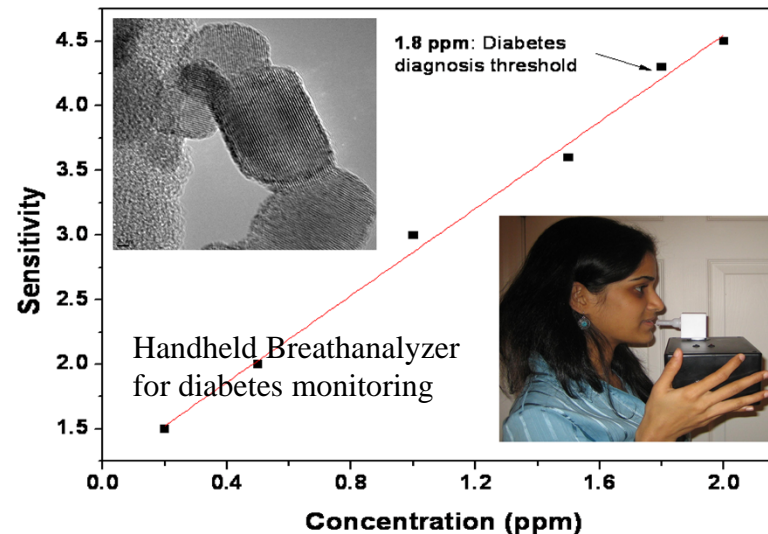 4.5
4.0
3.5
3.0
2.5
2.0
1.5
Sensitivity
1.8 ppm: Diabetes
diagnosis threshold
Handheld Breathanalyzer
for diabetes monitoring
0.0 0.4 0.8 1.2 1.6 2.0
Concentration (ppm)